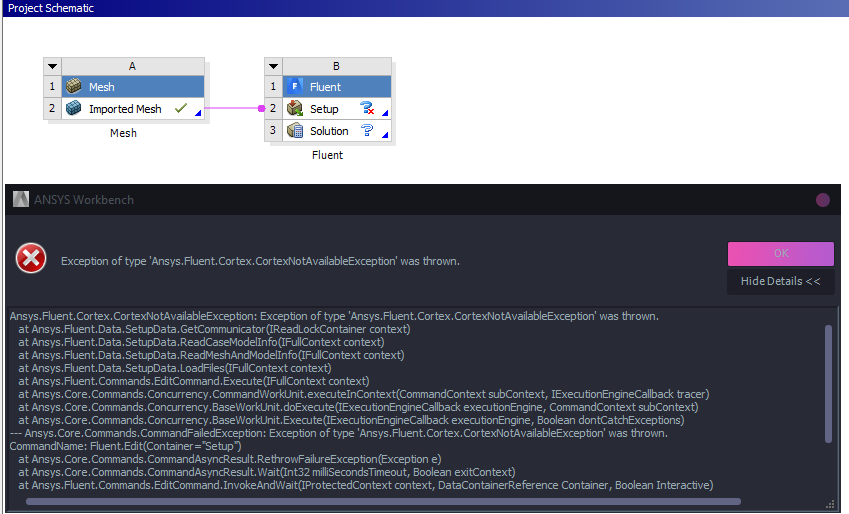 Project Schematic
A
1 Mesh
2 Imported Mesh
Mesh
B
1 F Fluent
2 Setup
3 Solution
Fluent
ANSYS Workbench
Exception of type 'Ansys.Fluent.Cortex.CortexNotAvailableException' was thrown.
OK
Hide Details <<
Ansys.Fluent.Cortex.CortexNotAvailableException: Exception of type 'Ansys.Fluent.Cortex.CortexNotAvailableException' was thrown.
at Ansys.Fluent.Data.SetupData.GetCommunicator(IReadLockContainer context)
at Ansys.Fluent.Data.SetupData.ReadCaseModelInfo(IFullContext context)
at Ansys.Fluent.Data.SetupData.ReadMeshAndModelInfo(IFullContext context)
at Ansys.Fluent.Data.SetupData.LoadFiles(IFullContext context)
at Ansys.Fluent.Commands.EditCommand.Execute(IFullContext context)
at Ansys.Core.Commands.Concurrency.CommandWorkUnit.executeInContext(CommandContext subContext, IExecutionEngineCallback tracer)
at Ansys.Core.Commands.Concurrency.BaseWorkUnit.doExecute(IExecutionEngineCallback executionEngine, CommandContext subContext)
at Ansys.Core.Commands.Concurrency.BaseWorkUnit.Execute(IExecutionEngineCallback executionEngine, Boolean dontCatchExceptions)
--- Ansys.Core.Commands.CommandFailedException: Exception of type 'Ansys.Fluent.Cortex.CortexNotAvailableException' was thrown.
CommandName: Fluent.Edit(Container="Setup")
at Ansys.Core.Commands.CommandAsyncResult.RethrowFailureException(Exception e)
at Ansys.Core.Commands.CommandAsyncResult.Wait(Int32 milliSecondsTimeout, Boolean exitContext)
at Ansys.Fluent.Commands.EditCommand.InvokeAndWait(IProtectedContext context, DataContainerReference Container, Boolean Interactive)